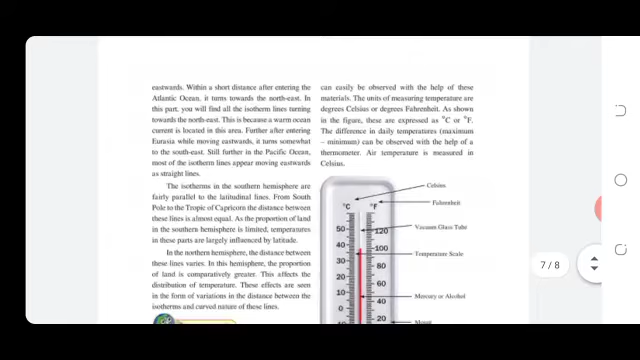 eastwards. Within a short distance after entering the
Atlantic Ocean, it turns towards the north-east. In
this part, you will find all the isotherm lines turning
towards the north-east. This is because a warm ocean
current is located in this area. Further after entering
Eurasia while moving eastwards, it turns somewhat
to the south-east. Still further in the Pacific Ocean,
most of the isotherm lines appear moving eastwards
as straight lines.
The isotherms in the southern hemisphere are
fairly parallel to the latitudinal lines. From South
Pole to the Tropic of Capricorn the distance between
these lines is almost equal. As the proportion of land
in the southern hemisphere is limited, temperatures
in these parts are largely influenced by latitude.
In the northern hemisphere, the distance between
these lines varies. In this hemisphere, the proportion
of land is comparatively greater. This affects the
distribution of temperature. These effects are seen
in the form of variations in the distance between the
isotherms and curved nature of these lines.
can easily be observed with the help of these
materials. The units of measuring temperature are
degrees Celsius or degrees Fahrenheit. As shown
in the figure, these are expressed as °C or °F.
The difference in daily temperatures (maximum
– minimum) can be observed with the help of a
thermometer. Air temperature is measured in
Celsius.
Celsius
°C °F
Fahrenheit
Vacuum Glass Tube
50 120
40 100
Temperature Scale
30 80
20 60
10 40
Mercury or Alcohol
0 20
Mount
7 / 8